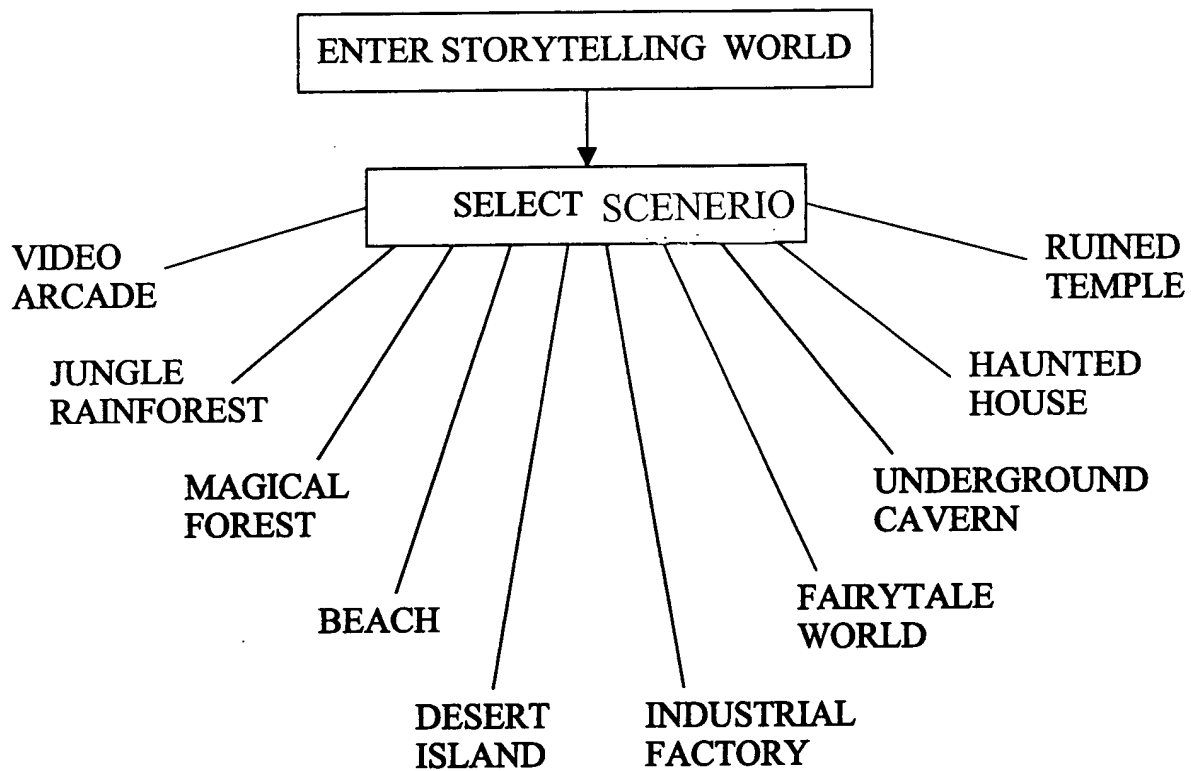 ENTER STORYTELLING WORLD
SELECT SCENERIO
VIDEO
ARCADE
JUNGLE
RAINFOREST
MAGICAL
FOREST
BEACH
DESERT
ISLAND
INDUSTRIAL
FACTORY
FAIRYTALE
WORLD
UNDERGROUND
CAVERN
HAUNTED
HOUSE
RUINED
TEMPLE